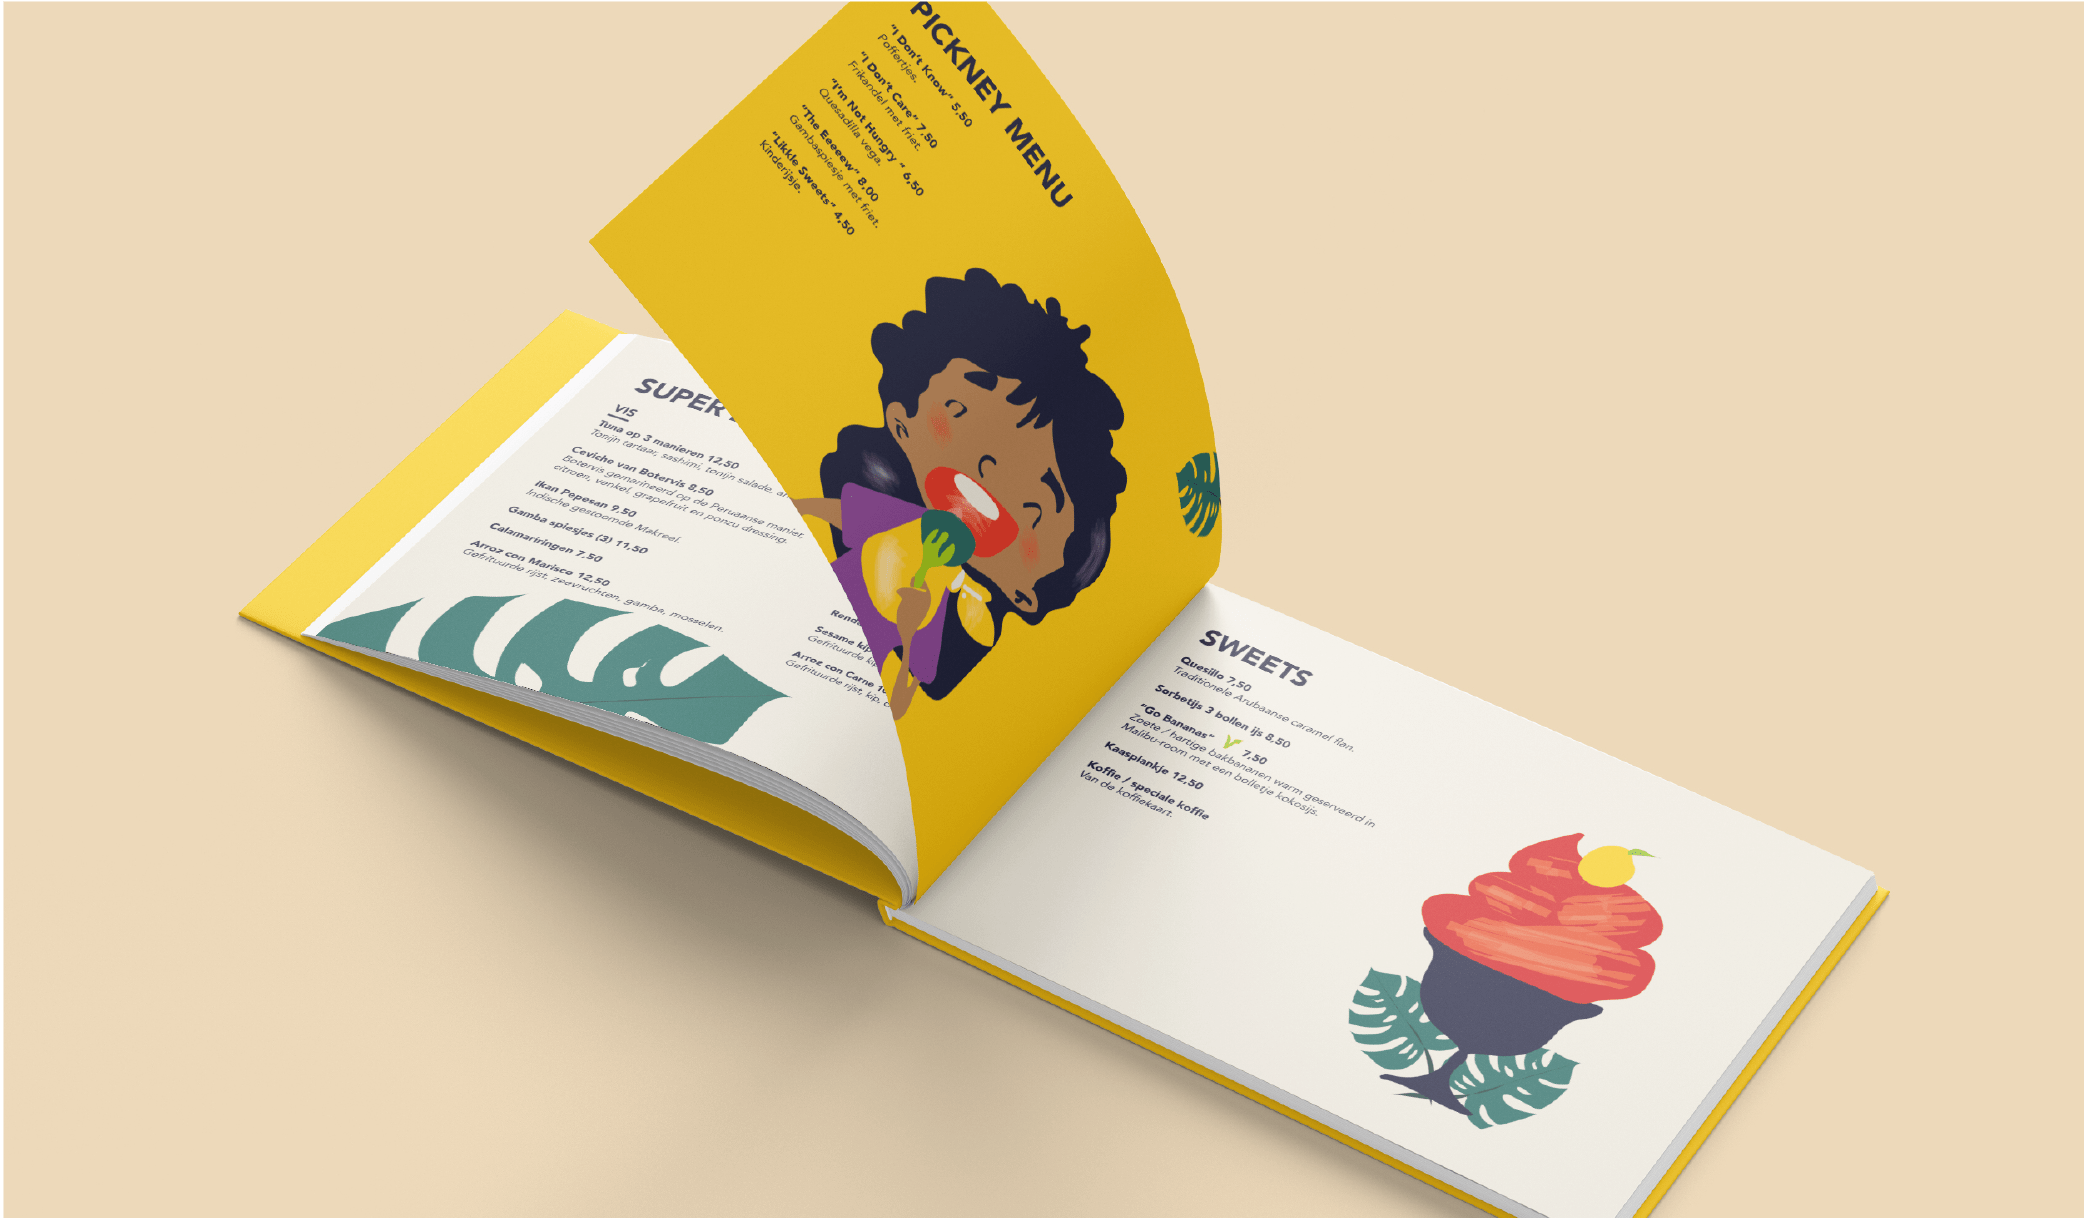 PICKNEY MENU
"I Don't Know" 5,50
Poffertjes.
"I Don't Care" 7,50
Frikandel met friet.
"I'm Not Hungry " 6,50
Quesadilla vega.
"The Eeeeew" 8,00
Gambaspiesje met friet.
"Likkle Sweets" 4,50
Kinderijsje.
SUPER
VIS
Tuna op 3 manieren 12,50
Tonijn tartaar, sashimi, tonijn salade,
Ceviche van Botervis 8,50
Botervis gemarineerd op de Peruaanse manier.
citroen, venkel, grapefruit en ponzu dressing.
Ikan Pepesan 9,50
Indische gestoomde Makreel.
Gamba spiesjes (3) 11,50
Calamariringen 7,50
Arroz con Marisco 12,50
Gefrituurde rijst, zeevruchten, gamba, mosselen.
Sesame kip
Gefrituurde
Arroz con Carne
Gefrituurde rijst, kip,
SWEETS
Quesillo 7,50
Traditionele Arubaanse caramel flan.
Sorbetijs 3 bollen ijs 8,50
"Go Bananas" 7,50
Zoete / hartige bakbananen warm geserveerd in
Malibu-room met een bolletje kokosijs.
Kaasplankje 12,50
Koffie / speciale koffie
Van de koffiekaart.